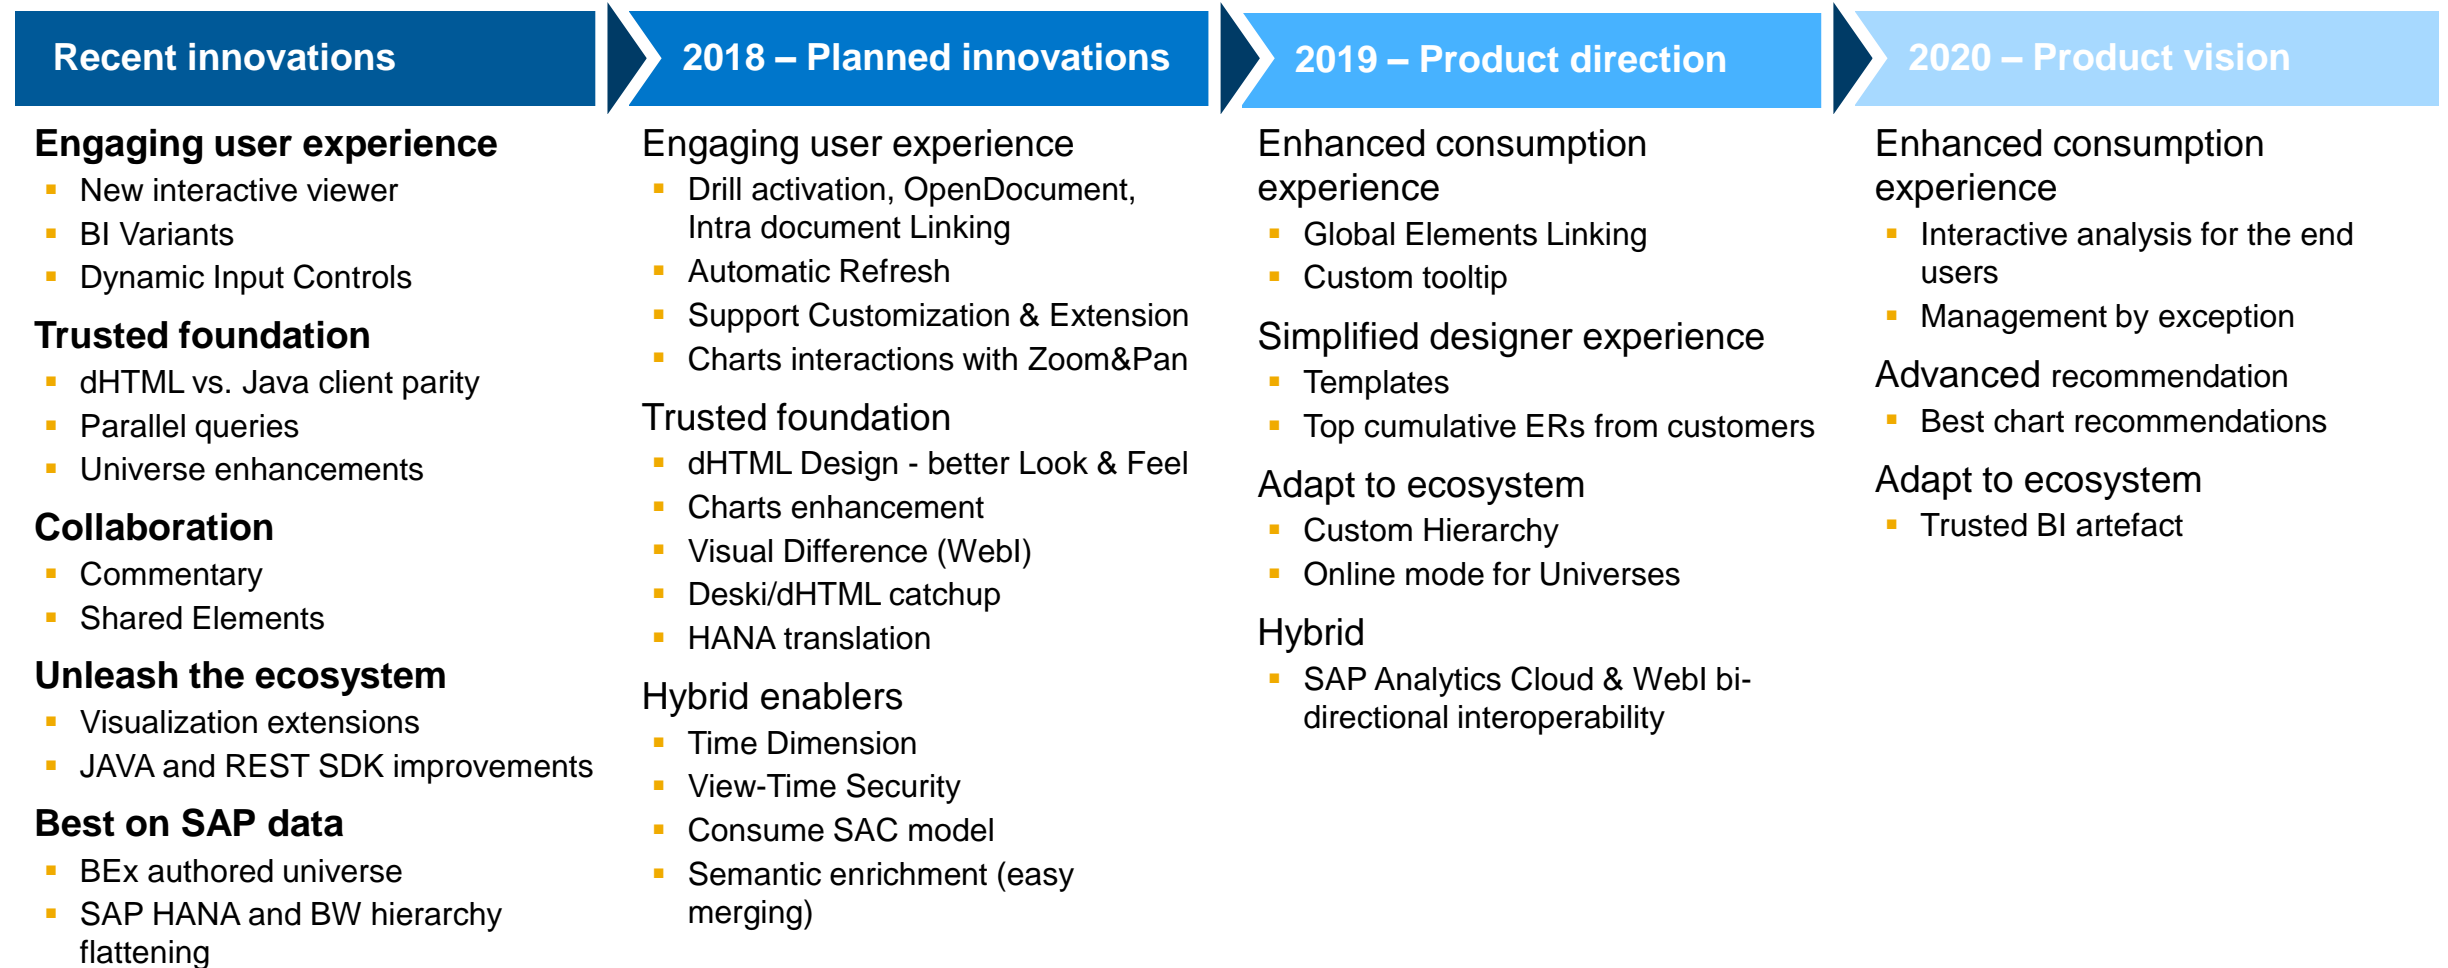 Recent innovations
2018 – Planned innovations
2019 – Product direction
2020 – Product vision
Engaging user experience
New interactive viewer
BI Variants
Dynamic Input Controls
Trusted foundation
dHTML vs. Java client parity
Parallel queries
Universe enhancements
Collaboration
Commentary
Shared Elements
Unleash the ecosystem
Visualization extensions
JAVA and REST SDK improvements
Best on SAP data
BEx authored universe
SAP HANA and BW hierarchy
flattening
Engaging user experience
Drill activation, OpenDocument,
Intra document Linking
Automatic Refresh
Support Customization & Extension
Charts interactions with Zoom&Pan
Trusted foundation
dHTML Design - better Look & Feel
Charts enhancement
Visual Difference (WebI)
Deski/dHTML catchup
HANA translation
Hybrid enablers
Time Dimension
View-Time Security
Consume SAC model
Semantic enrichment (easy
merging)
Enhanced consumption
experience
Global Elements Linking
Custom tooltip
Simplified designer experience
Templates
Top cumulative ERs from customers
Adapt to ecosystem
Custom Hierarchy
Online mode for Universes
Hybrid
SAP Analytics Cloud & WebI bi-
directional interoperability
Enhanced consumption
experience
Interactive analysis for the end
users
Management by exception
Advanced recommendation
Best chart recommendations
Adapt to ecosystem
Trusted BI artefact